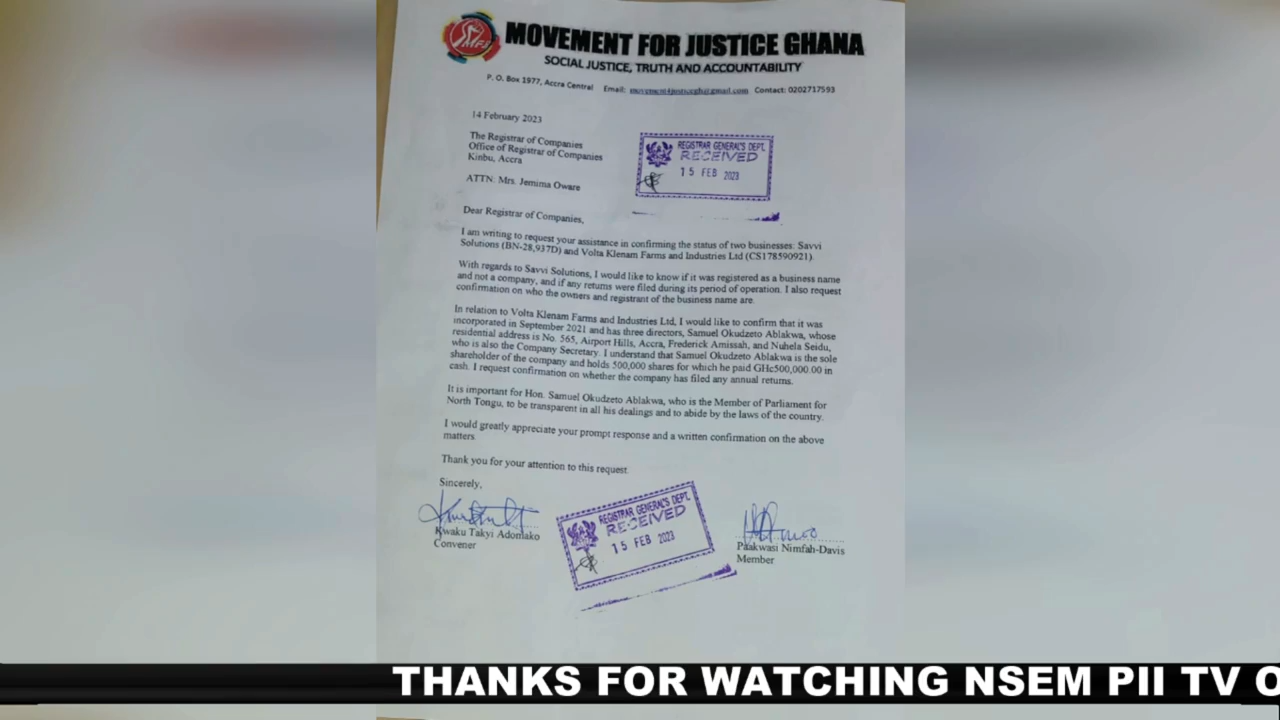 MFJ
MOVEMENT FOR JUSTICE GHANA
SOCIAL JUSTICE, TRUTH AND ACCOUNTABILITY
P. O. Box 1977, Accra Central Email: movement4justicegh@gmail.com Contact: 0202717593
14 February 2023
The Registrar of Companies
Office of Registrar of Companies
Kinbu, Accra
ATTN: Mrs. Jemima Oware
REGISTRAR GENERAL'S DEPT.
RECEIVED
15 FEB 2023
Dear Registrar of Companies,
I am writing to request your assistance in confirming the status of two businesses: Savvi
Solutions (BN-28,937D) and Volta Klenam Farms and Industries Ltd (CS178590921).
With regards to Savvi Solutions, I would like to know if it was registered as a business name
and not a company, and if any returns were filed during its period of operation. I also request
confirmation on who the owners and registrant of the business name are.
In relation to Volta Klenam Farms and Industries Ltd, I would like to confirm that it was
incorporated in September 2021 and has three directors, Samuel Okudzeto Ablakwa, whose
residential address is No. 565, Airport Hills, Accra, Frederick Amissah, and Nuhela Seidu,
who is also the Company Secretary. I understand that Samuel Okudzeto Ablakwa is the sole
shareholder of the company and holds 500,000 shares for which he paid GHc500,000.00 in
cash. I request confirmation on whether the company has filed any annual returns.
It is important for Hon. Samuel Okudzeto Ablakwa, who is the Member of Parliament for
North Tongu, to be transparent in all his dealings and to abide by the laws of the country.
I would greatly appreciate your prompt response and a written confirmation on the above
matters.
Thank you for your attention to this request.
Sincerely,
Kwaku Takyi Adomako
Convener
REGISTRAR GENERAL'S DEPT.
RECEIVED
15 FEB 2023
Paakwasi Nimfah-Davis
Member
THANKS FOR WATCHING NSEM PII TV O